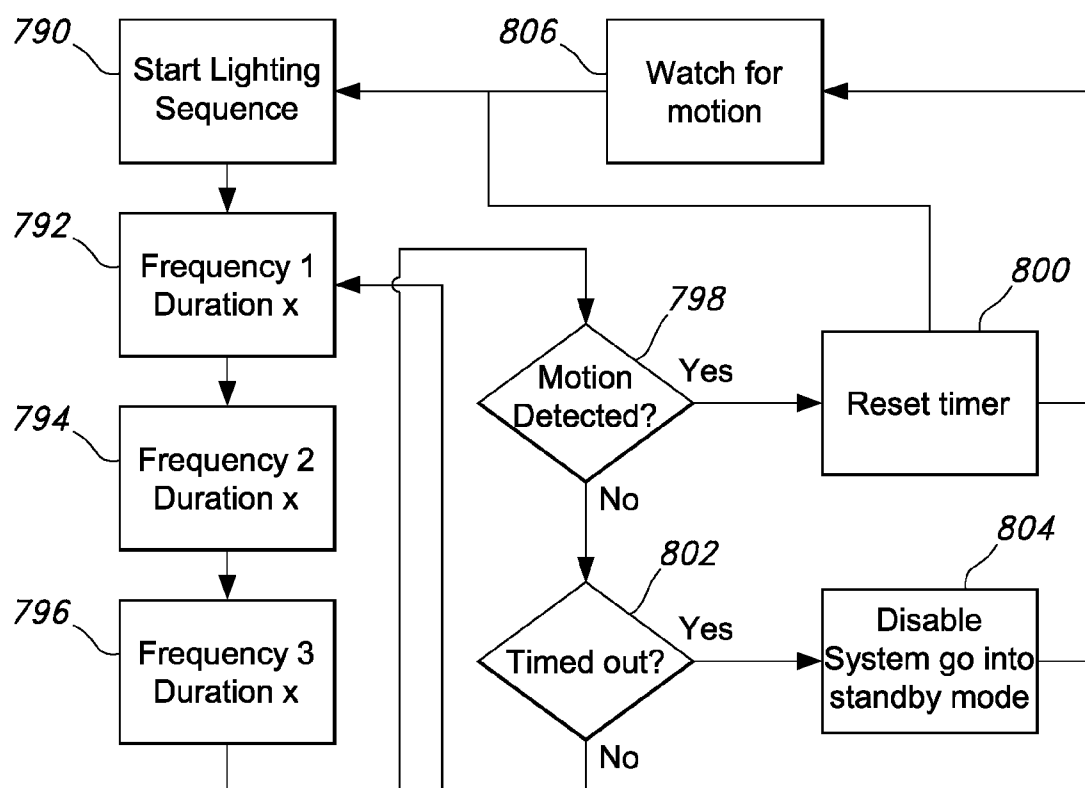 790
Start Lighting
Sequence
806
Watch for
motion
792
Frequency 1
Duration x
798
Motion
Detected?
Yes
No
800
Reset timer
794
Frequency 2
Duration x
802
Timed out?
Yes
No
804
Disable
System go into
standby mode
796
Frequency 3
Duration x